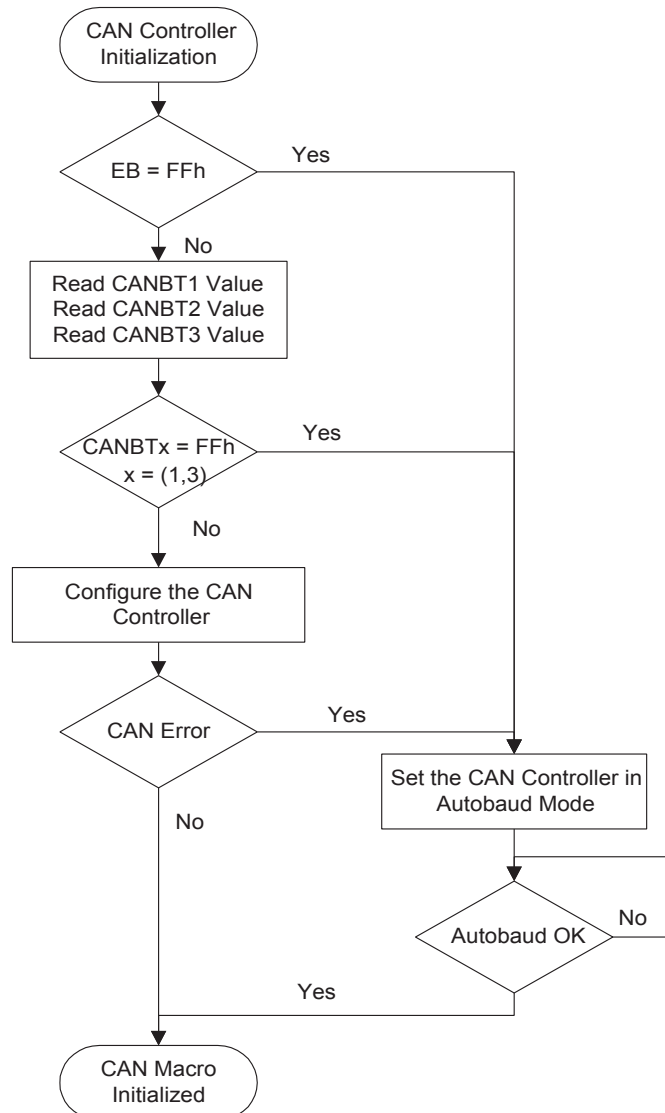 CAN Controller
Initialization
EB = FFh
Yes
No
Read CANBT1 Value
Read CANBT2 Value
Read CANBT3 Value
CANBTx = FFh
x = (1,3)
Yes
No
Configure the CAN
Controller
CAN Error
Yes
No
Set the CAN Controller in
Autobaud Mode
Autobaud OK
No
Yes
CAN Macro
Initialized